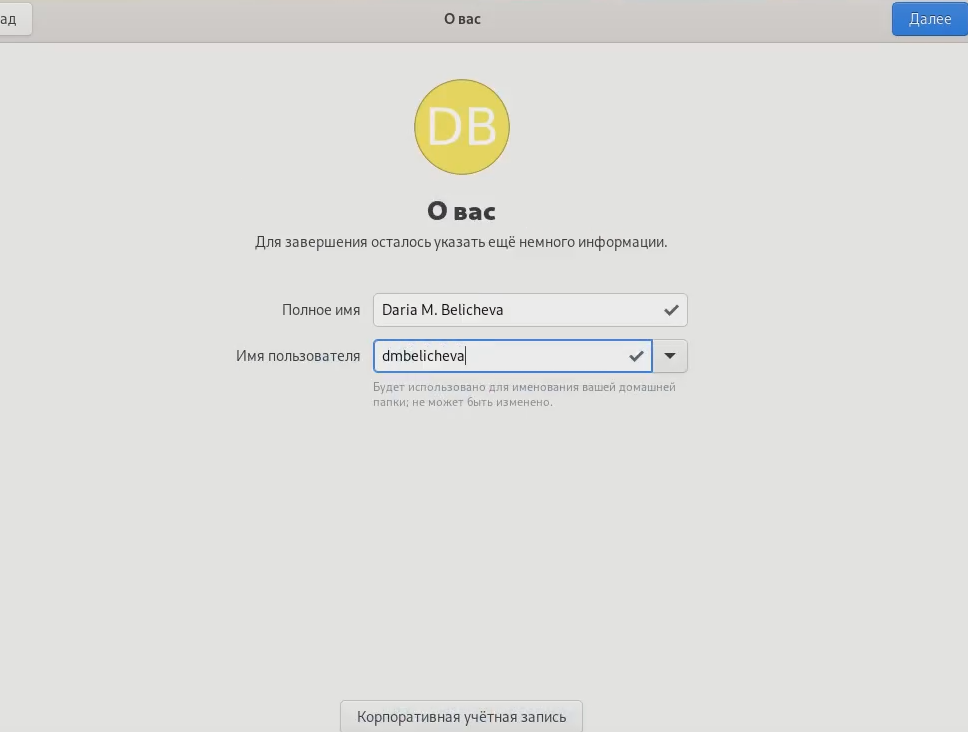 ад
О вас
Далее
DB
О вас
Для завершения осталось указать ещё немного информации.
Полное имя
Daria M. Belicheva
Имя пользователя
dmbelicheva
Будет использовано для именования вашей домашней
папки; не может быть изменено.
Корпоративная учётная запись